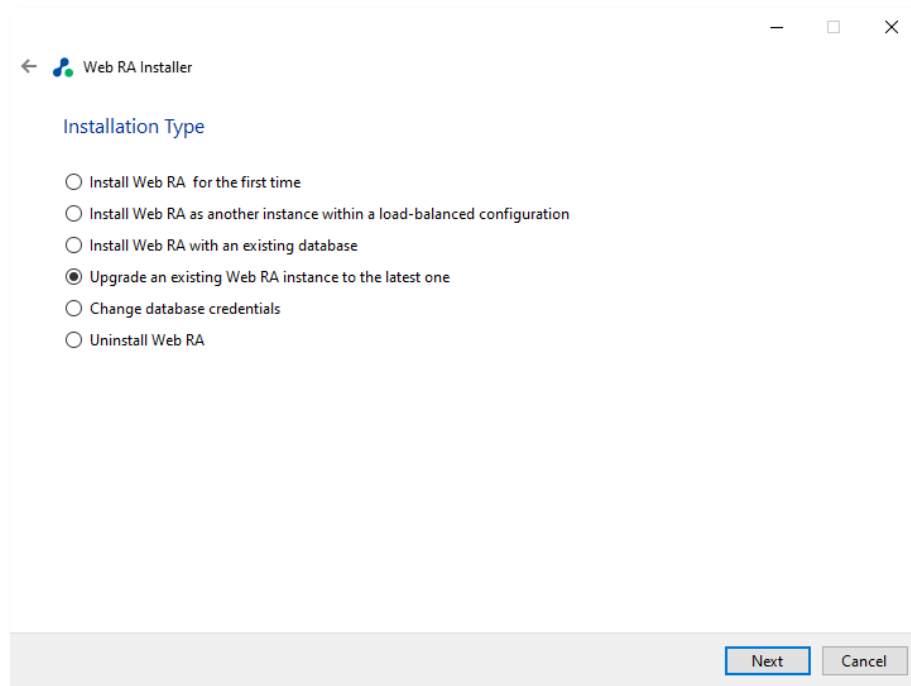 Web RA Installer
Installation Type
Install Web RA for the first time
Install Web RA as another instance within a load-balanced configuration
Install Web RA with an existing database
Upgrade an existing Web RA instance to the latest one
Change database credentials
Uninstall Web RA
Next Cancel